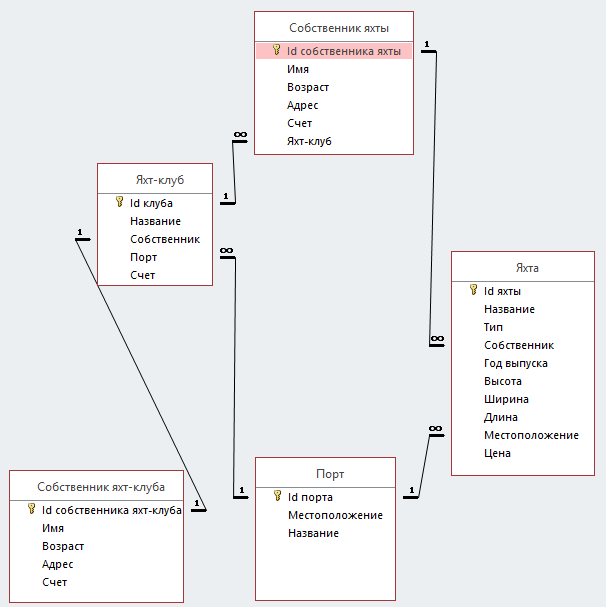 Собственник яхты
Id собственника яхты
Имя
Возраст
Адрес
Счет
Яхт-клуб
1
∞
Яхт-клуб
Id клуба
Название
Собственник
Порт
Счет
1
1
∞
Яхта
Id яхты
Название
Тип
Собственник
Год выпуска
Высота
Ширина
Длина
Местоположение
Цена
∞
∞
Порт
Id порта
Местоположение
Название
1
1
Собственник яхт-клуба
Id собственника яхт-клуба
Имя
Возраст
Адрес
Счет
1